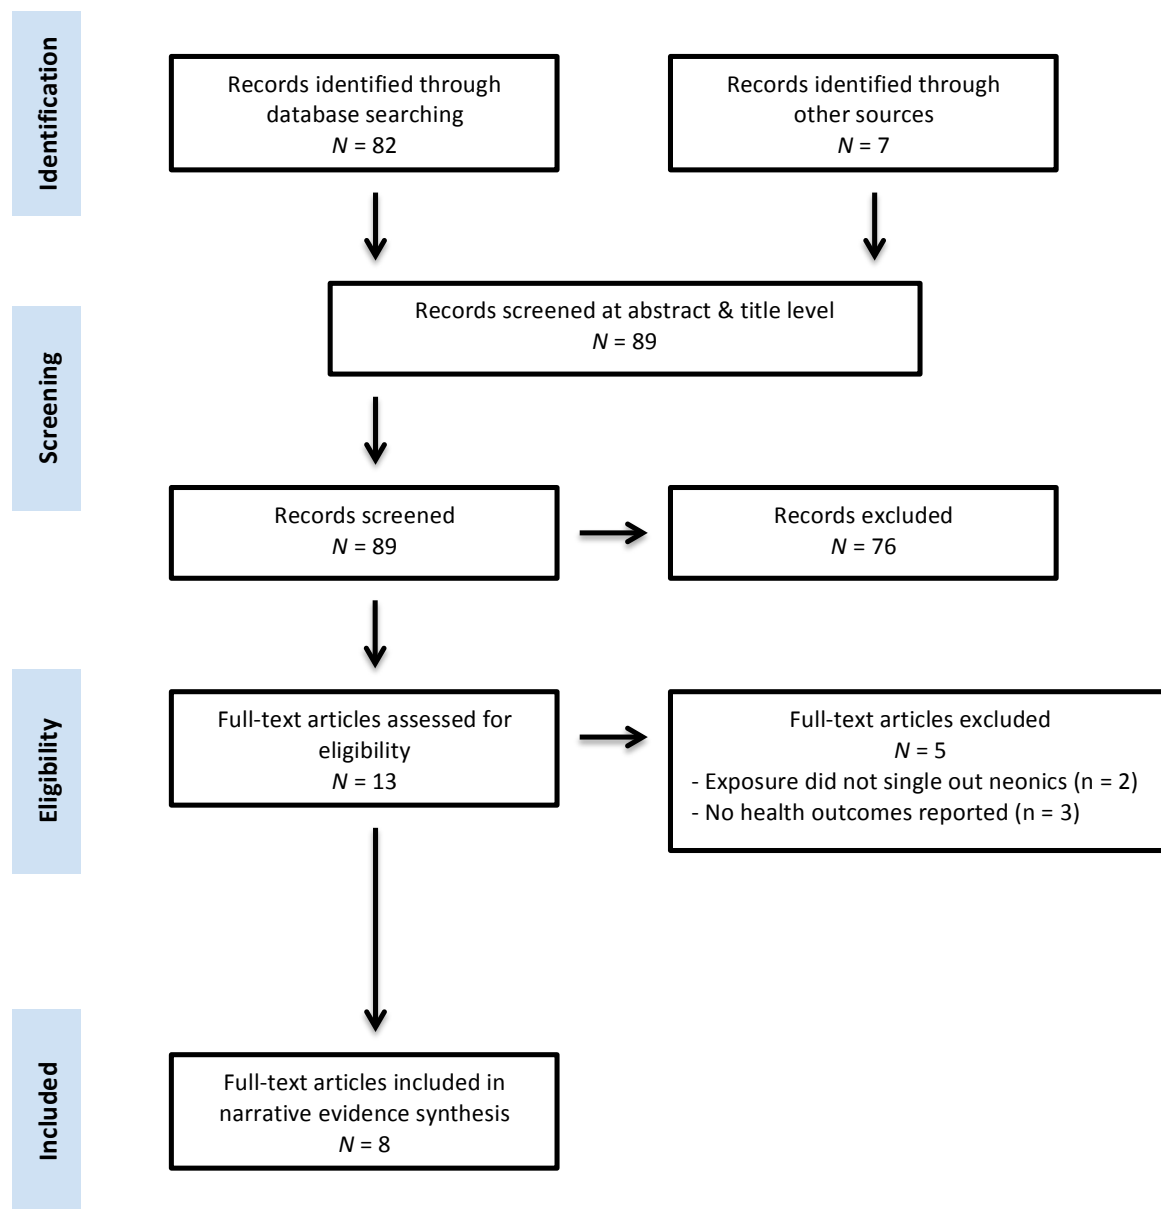 Identification
Records identified through
database searching
N = 82
Records identified through
other sources
N = 7
Screening
Records screened at abstract & title level
N = 89
Records screened
N = 89
Records excluded
N = 76
Eligibility
Full-text articles assessed for
eligibility
N = 13
Full-text articles excluded
N = 5
- Exposure did not single out neonics (n = 2)
- No health outcomes reported (n = 3)
Included
Full-text articles included in
narrative evidence synthesis
N = 8